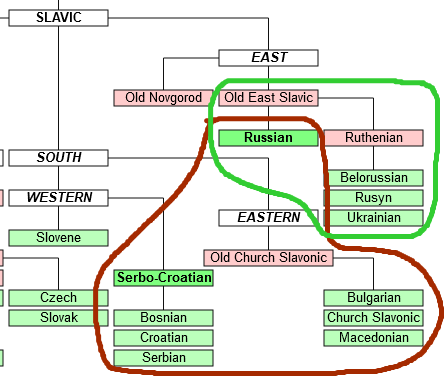 SLAVIC
EAST
Old Novgorod Old East Slavic
Russian Ruthenian
SOUTH
Belorussian
WESTERN Rusyn
EASTERN Ukrainian
Slovene
Old Church Slavonic
Serbo-Croatian
Czech Bulgarian
Slovak Bosnian Church Slavonic
Croatian Macedonian
Serbian